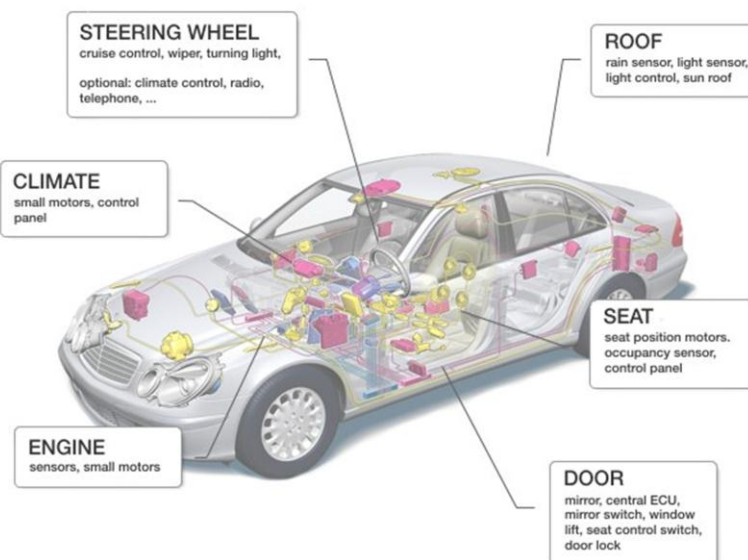 STEERING WHEEL
cruise control, wiper, turning light,
optional: climate control, radio,
telephone, ...
ROOF
rain sensor, light sensor,
light control, sun roof
CLIMATE
small motors, control
panel
SEAT
seat position motors.
occupancy sensor,
control panel
ENGINE
sensors, small motors
DOOR
mirror, central ECU,
mirror switch, window
lift, seat control switch,
door lock